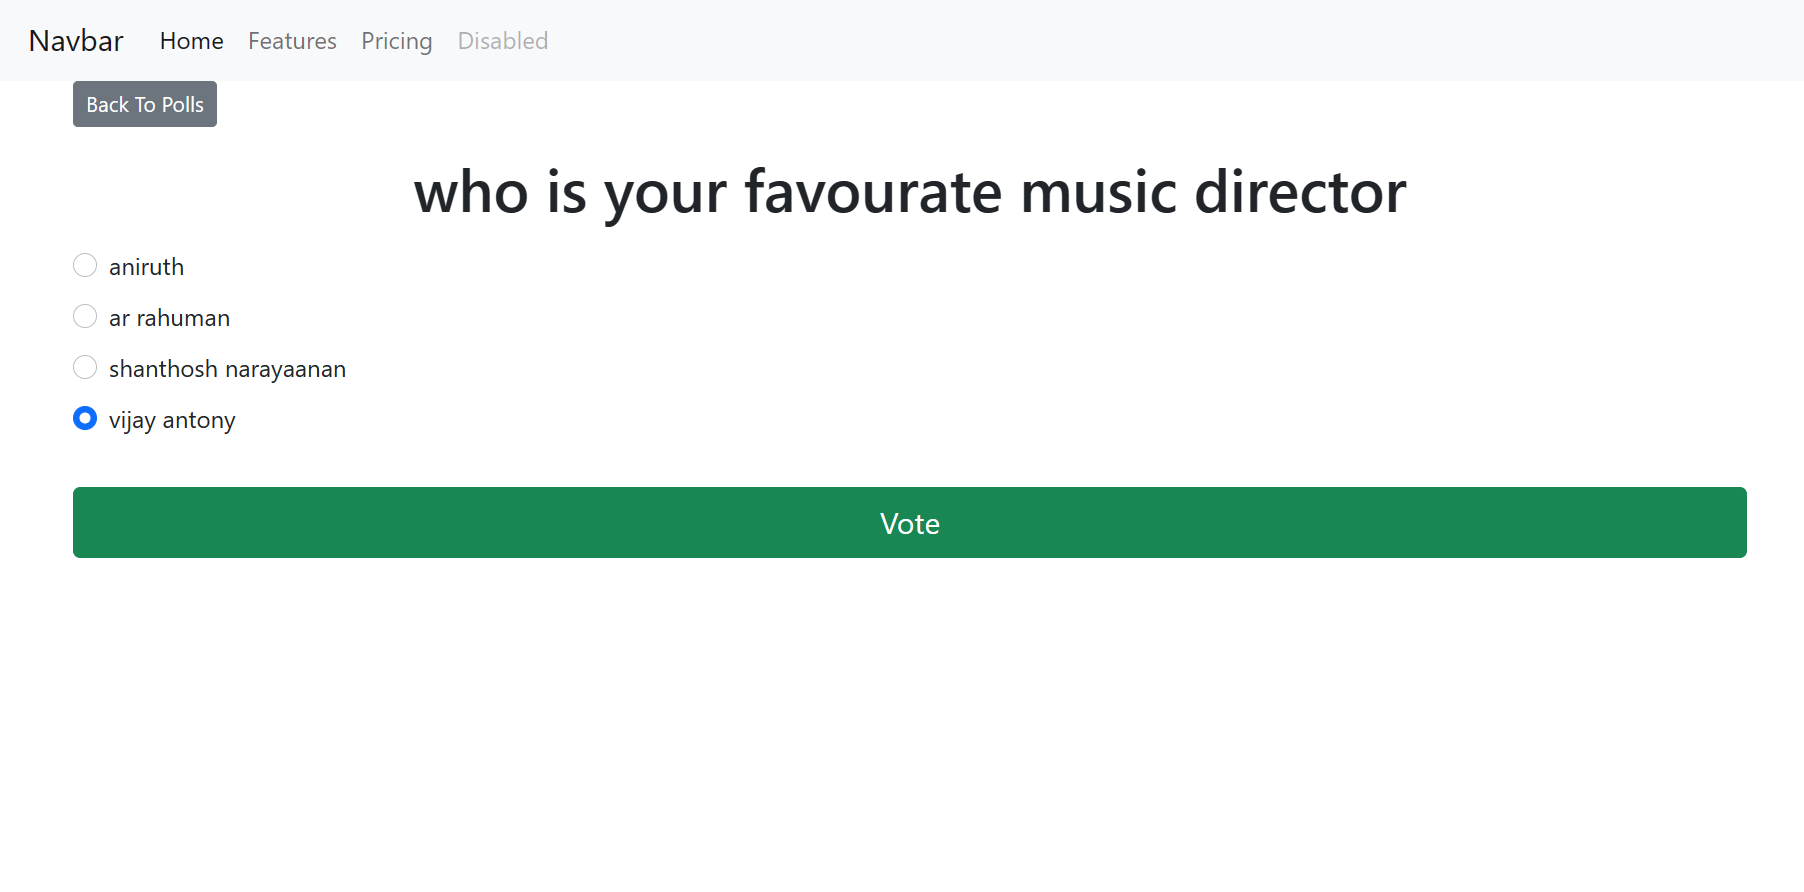 Navbar Home Features Pricing Disabled
Back To Polls
who is your favourate music director
aniruth
ar rahuman
shanthosh narayaanan
vijay antony
Vote